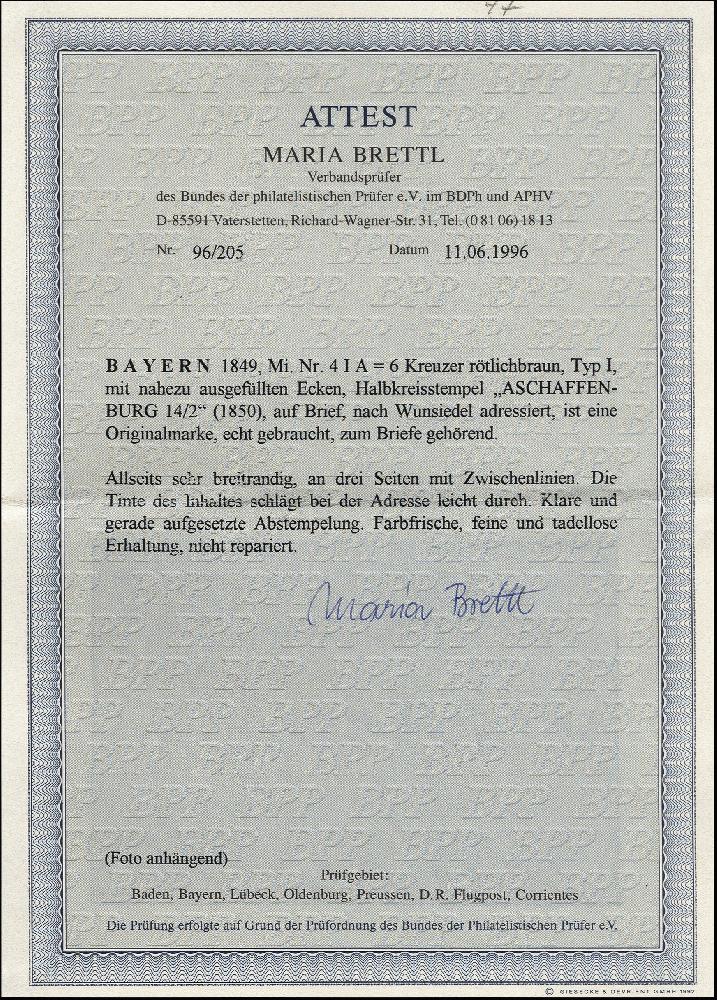 ATTEST
MARIA BRETTL
Verbandsprüfer
des Bundes der philatelistischen Prüfer e.V. im BDPh und APHV
D-85591 Vaterstetten, Richard-Wagner-Str. 31, Tel. (0 81 06) 18 13
Nr. 96/205 Datum 11.06.1996
BAYERN 1849, Mi. Nr. 4 I A = 6 Kreuzer rötlichbraun, Typ I,
mit nahezu ausgefüllten Ecken, Halbkreisstempel „ASCHAFFEN-
BURG 14/2“ (1850), auf Brief, nach Wunsiedel adressiert, ist eine
Originalmarke, echt gebraucht, zum Briefe gehörend.
Allseits sehr breitrandig, an drei Seiten mit Zwischenlinien. Die
Tinte des Inhaltes schlägt bei der Adresse leicht durch. Klare und
gerade aufgesetzte Abstempelung. Farbfrische, feine und tadellose
Erhaltung, nicht repariert.
Maria Brettl
(Foto anhängend)
Prüfgebiet:
Baden, Bayern, Lübeck, Oldenburg, Preussen, D.R. Flugpost, Corrientes
Die Prüfung erfolgte auf Grund der Prüfordnung des Bundes der Philatelistischen Prüfer e.V.
© GIESECKE & DEVRIENT GMBH 1992